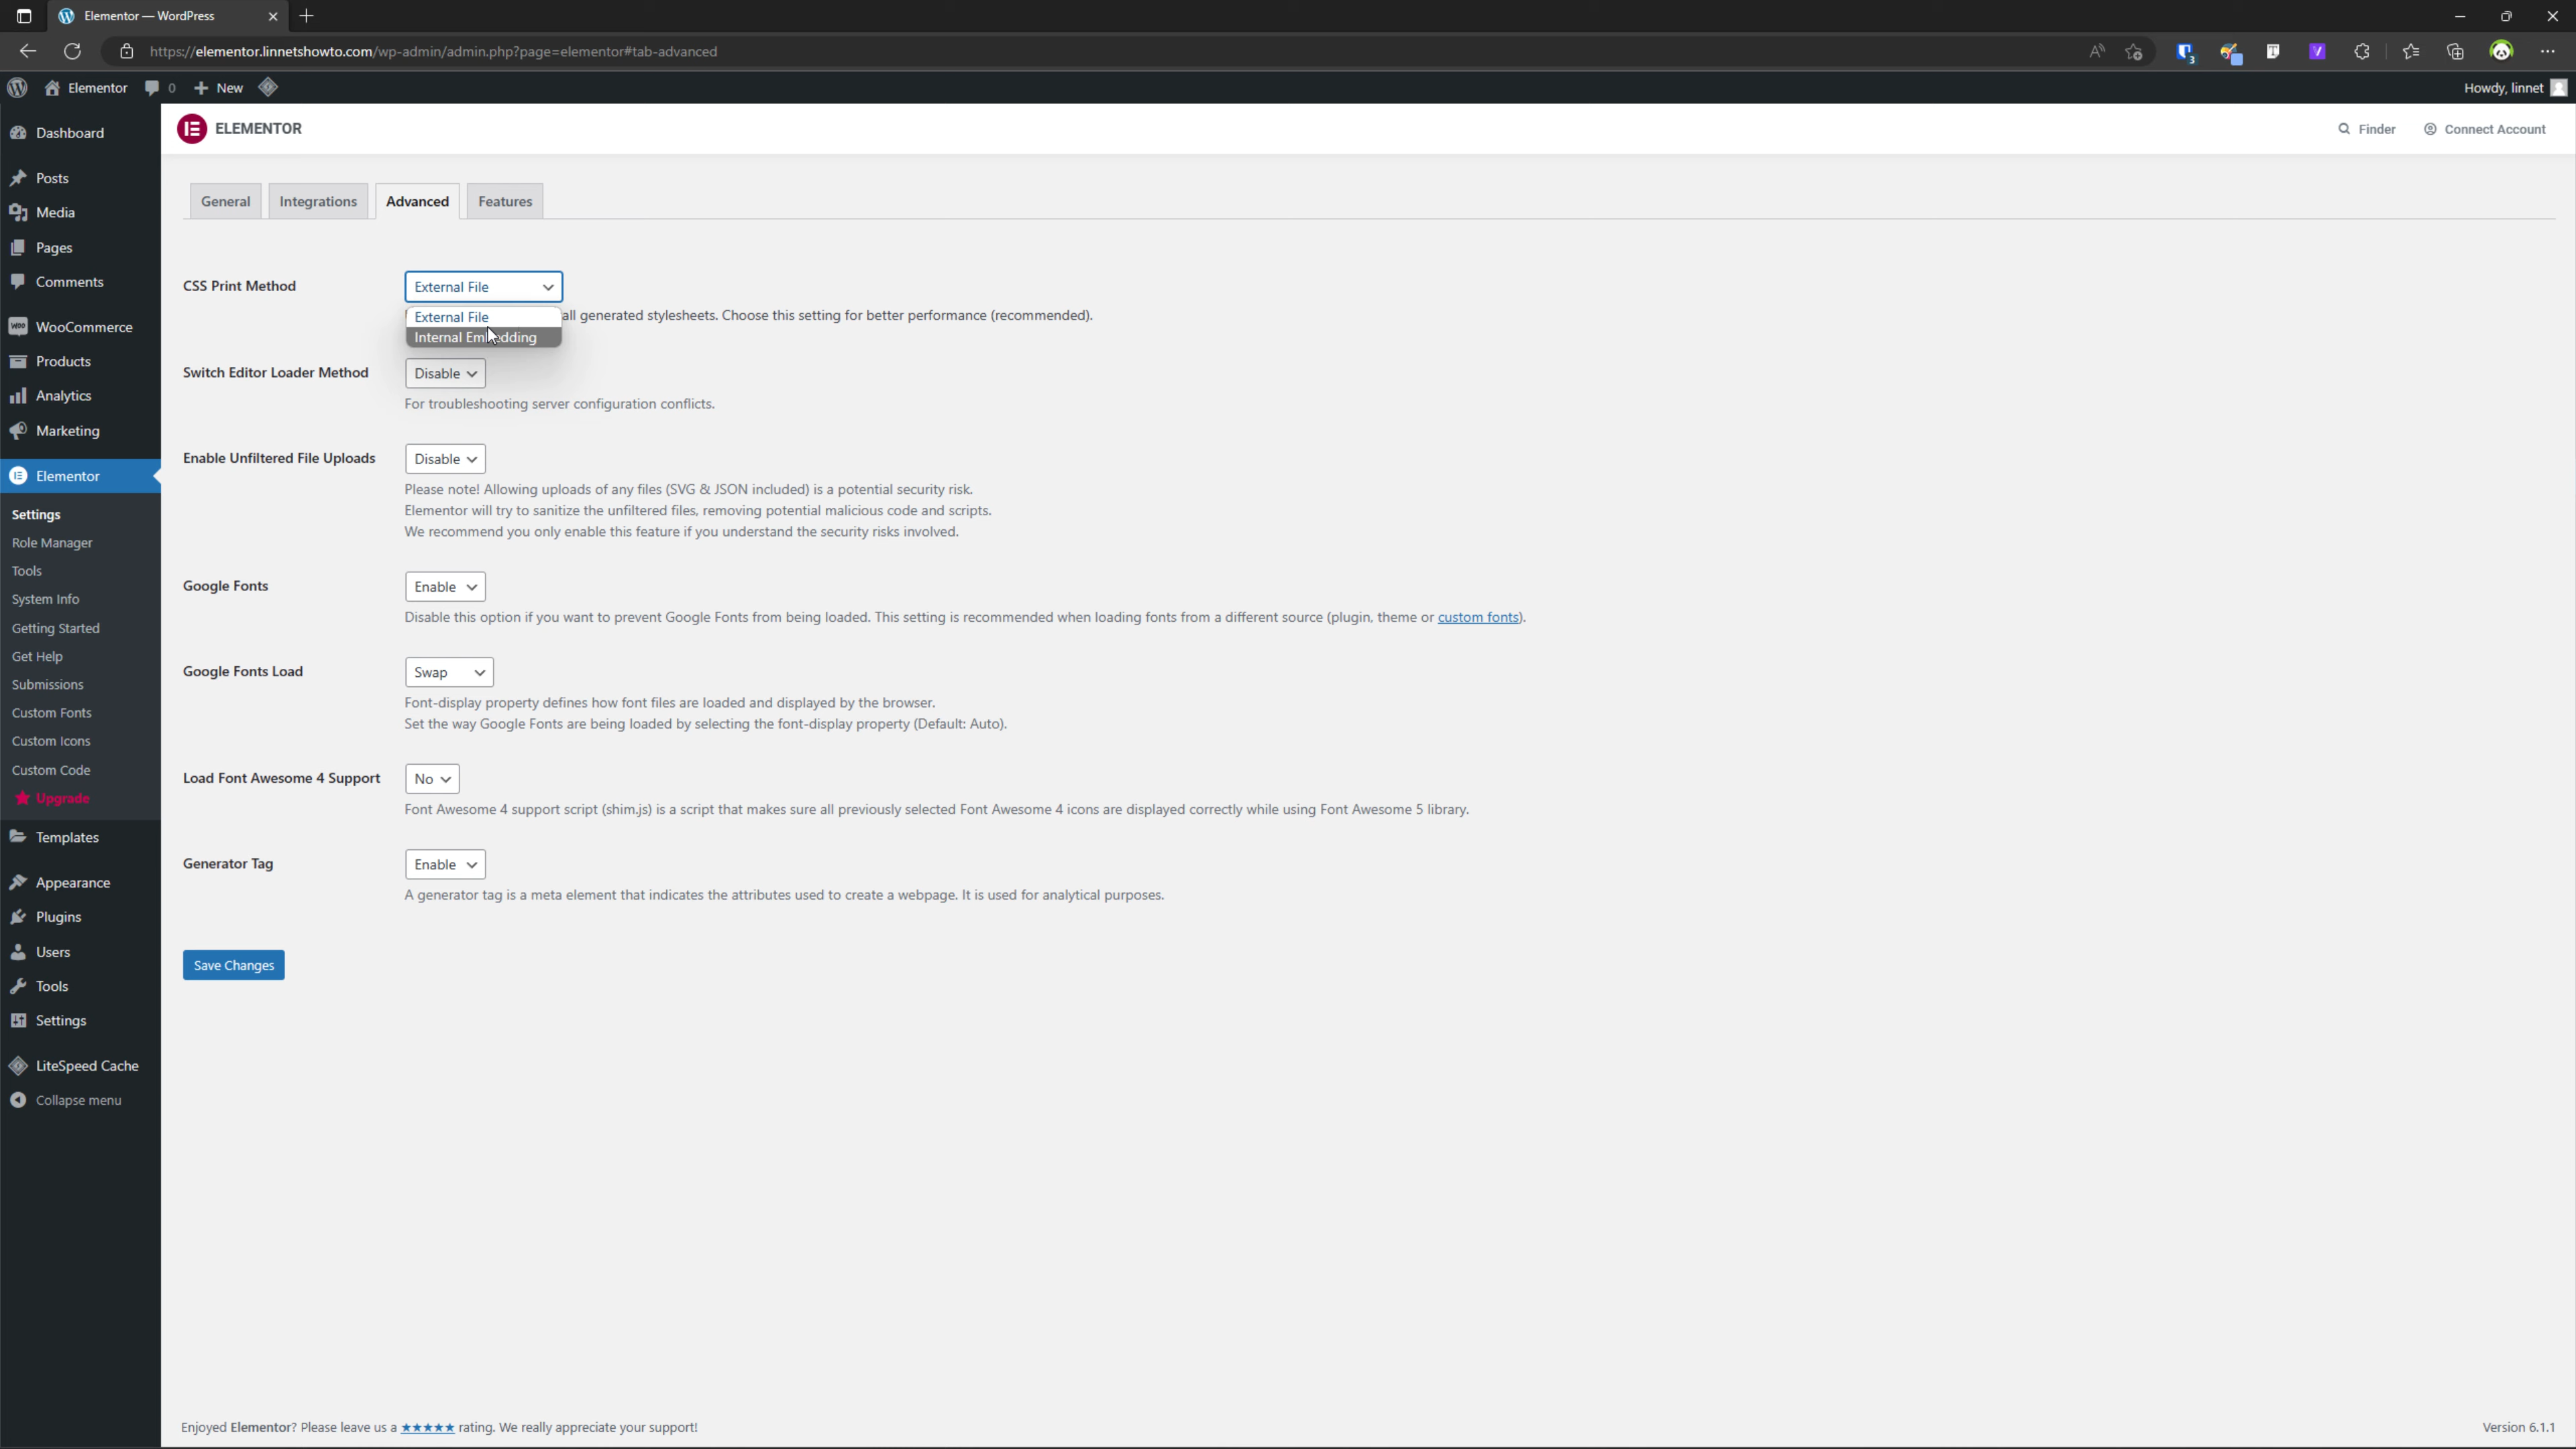 Elementor — WordPress
https://elementor.linnetshowto.com/wp-admin/admin.php?page=elementor#tab-advanced
3
Elementor
0
New
Howdy, linnet
Dashboard
Posts
Media
Pages
Comments
WooCommerce
Products
Analytics
Marketing
Elementor
Settings
Role Manager
Tools
System Info
Getting Started
Get Help
Submissions
Custom Fonts
Custom Icons
Custom Code
Upgrade
Templates
Appearance
Plugins
Users
Tools
Settings
LiteSpeed Cache
Collapse menu
ELEMENTOR
Finder
Connect Account
General
Integrations
Advanced
Features
CSS Print Method
External File
External File
all generated stylesheets. Choose this setting for better performance (recommended).
Internal Embedding
Switch Editor Loader Method
Disable
For troubleshooting server configuration conflicts.
Enable Unfiltered File Uploads
Disable
Please note! Allowing uploads of any files (SVG & JSON included) is a potential security risk.
Elementor will try to sanitize the unfiltered files, removing potential malicious code and scripts.
We recommend you only enable this feature if you understand the security risks involved.
Google Fonts
Enable
Disable this option if you want to prevent Google Fonts from being loaded. This setting is recommended when loading fonts from a different source (plugin, theme or custom fonts).
Google Fonts Load
Swap
Font-display property defines how font files are loaded and displayed by the browser.
Set the way Google Fonts are being loaded by selecting the font-display property (Default: Auto).
Load Font Awesome 4 Support
No
Font Awesome 4 support script (shim.js) is a script that makes sure all previously selected Font Awesome 4 icons are displayed correctly while using Font Awesome 5 library.
Generator Tag
Enable
A generator tag is a meta element that indicates the attributes used to create a webpage. It is used for analytical purposes.
Save Changes
Enjoyed Elementor? Please leave us a ★★★★★ rating. We really appreciate your support!
Version 6.1.1